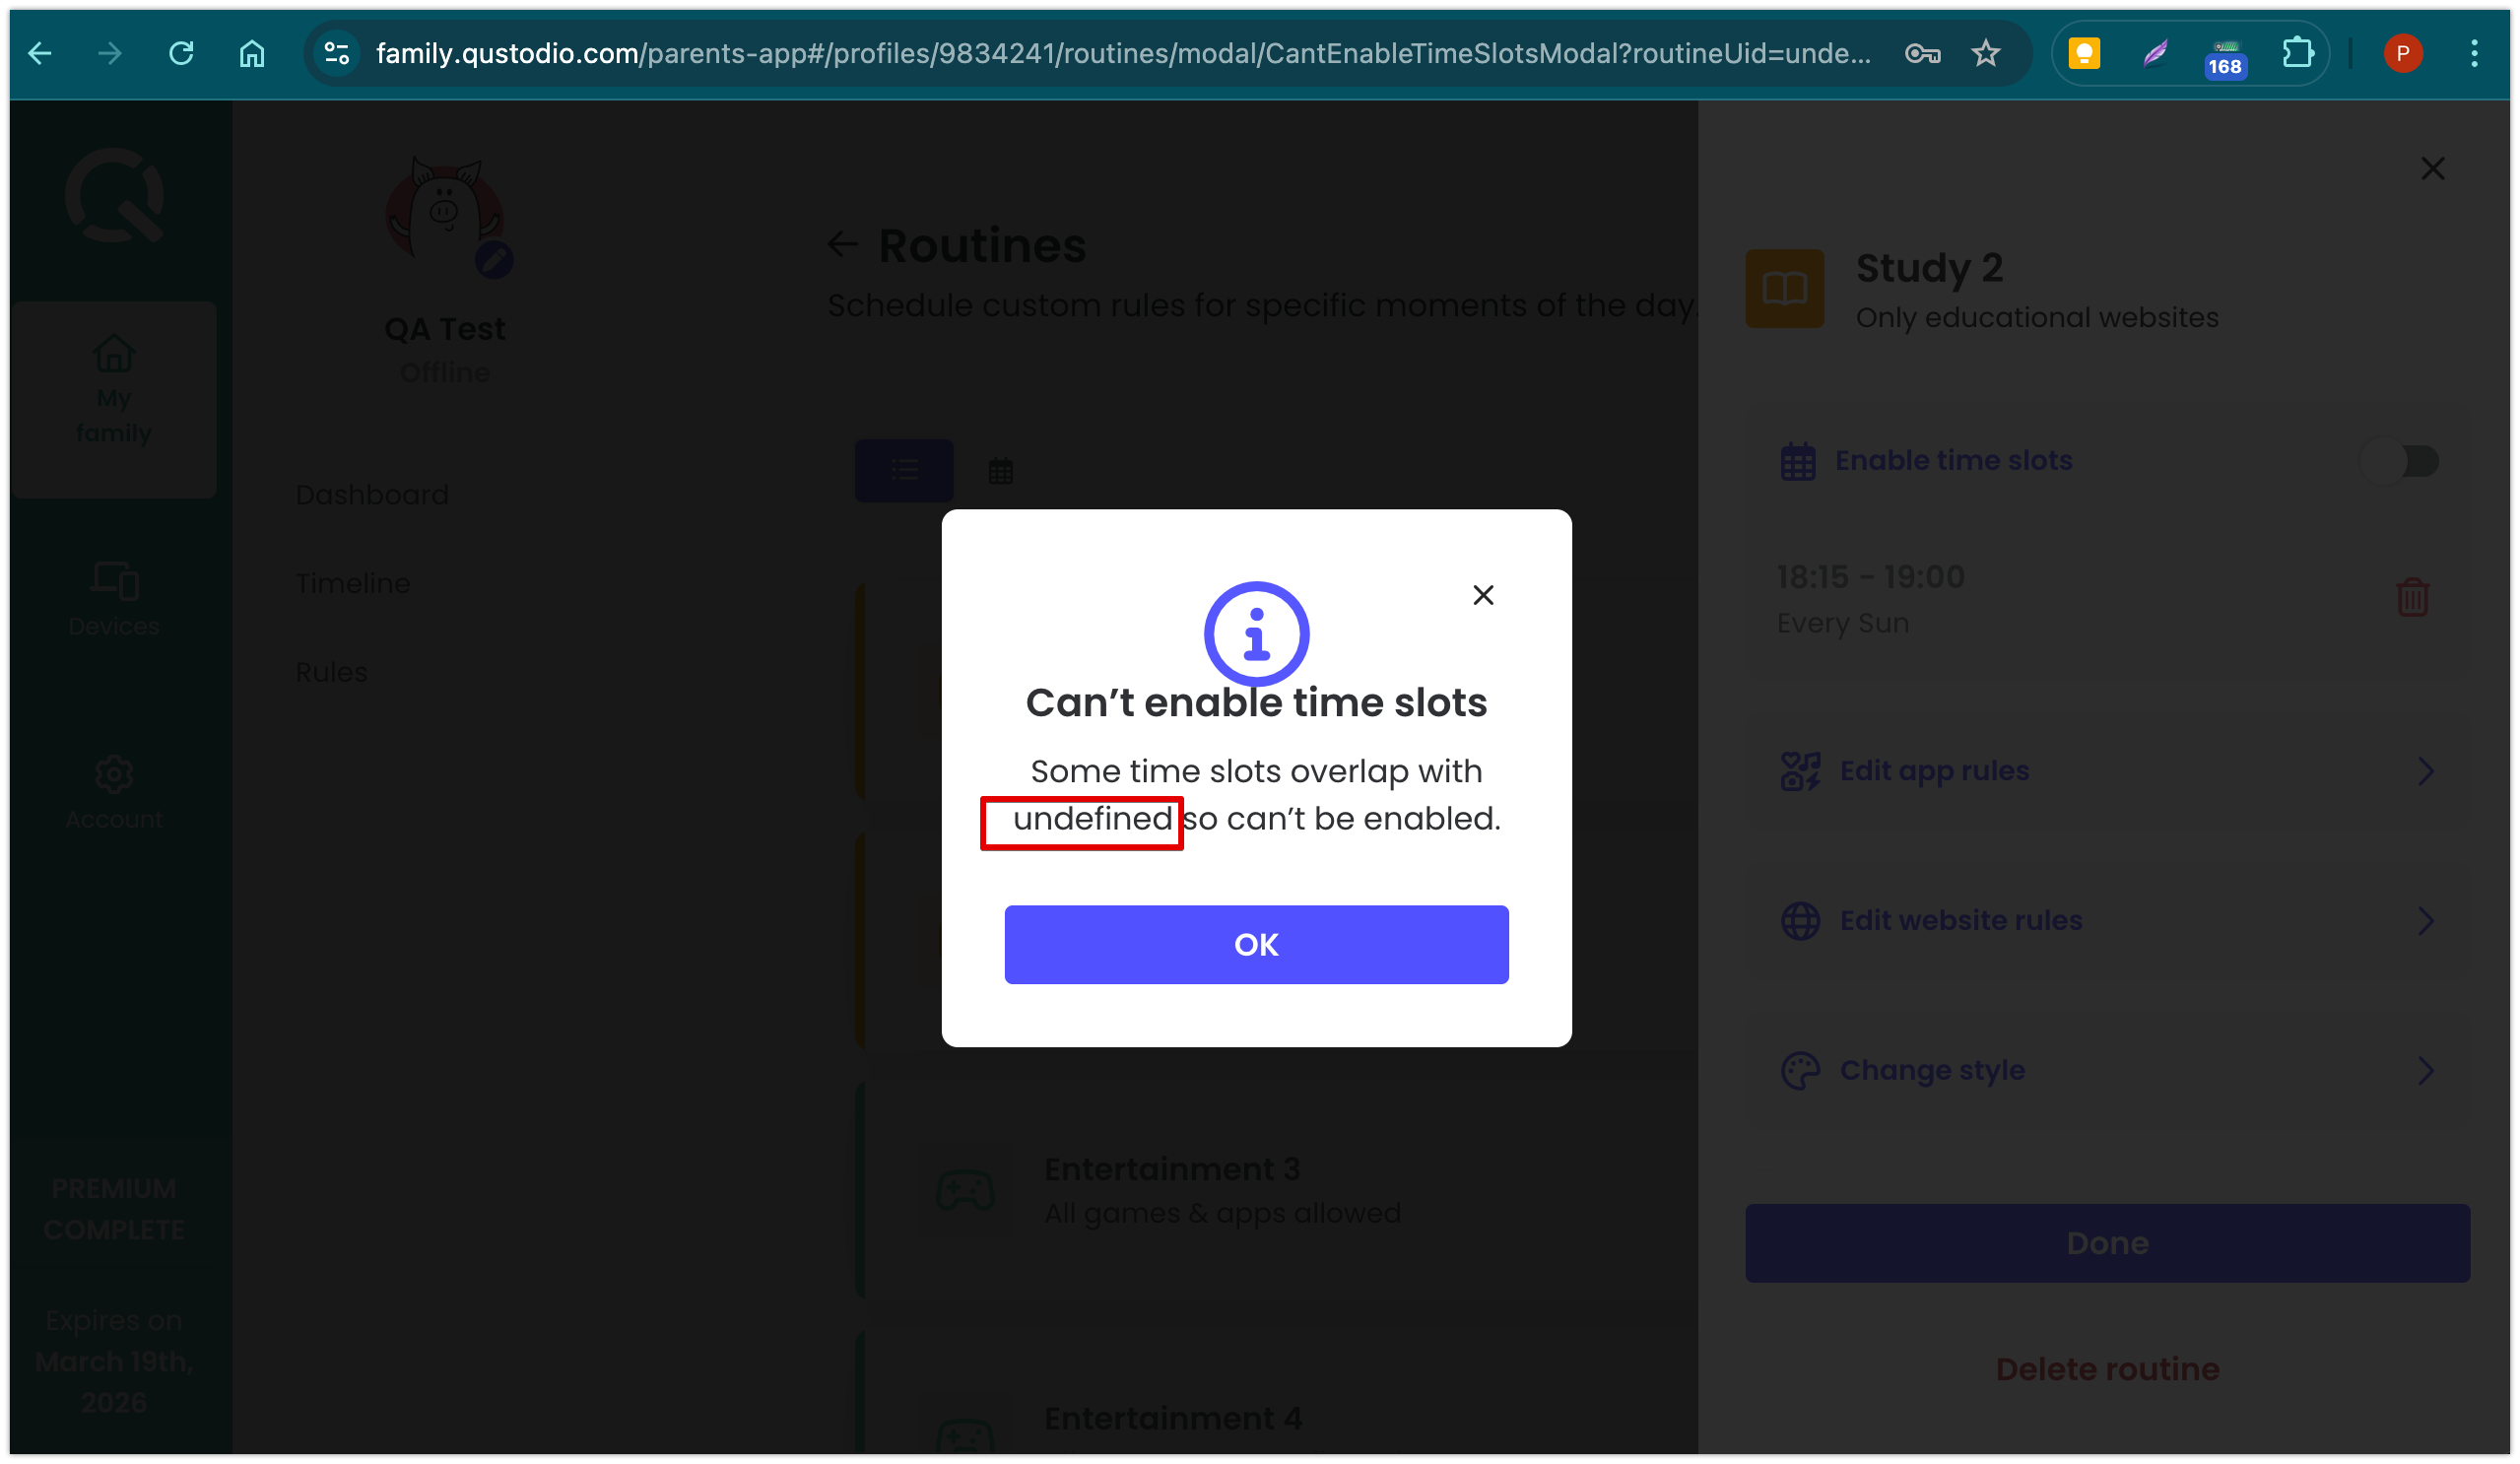 family.qustodio.com/parents-app#/profiles/9834241/routines/modal/CantEnableTimeSlotsModal?routineUid=unde...
168
P
My
family
Devices
Account
PREMIUM
COMPLETE
Expires on
March 19th,
2026
QA Test
Offline
Dashboard
Timeline
Rules
Routines
Schedule custom rules for specific moments of the day.
Entertainment 3
All games & apps allowed
Entertainment 4
Can’t enable time slots
Some time slots overlap with
undefined so can’t be enabled.
OK
Study 2
Only educational websites
Enable time slots
18:15 - 19:00
Every Sun
Edit app rules
Edit website rules
Change style
Done
Delete routine